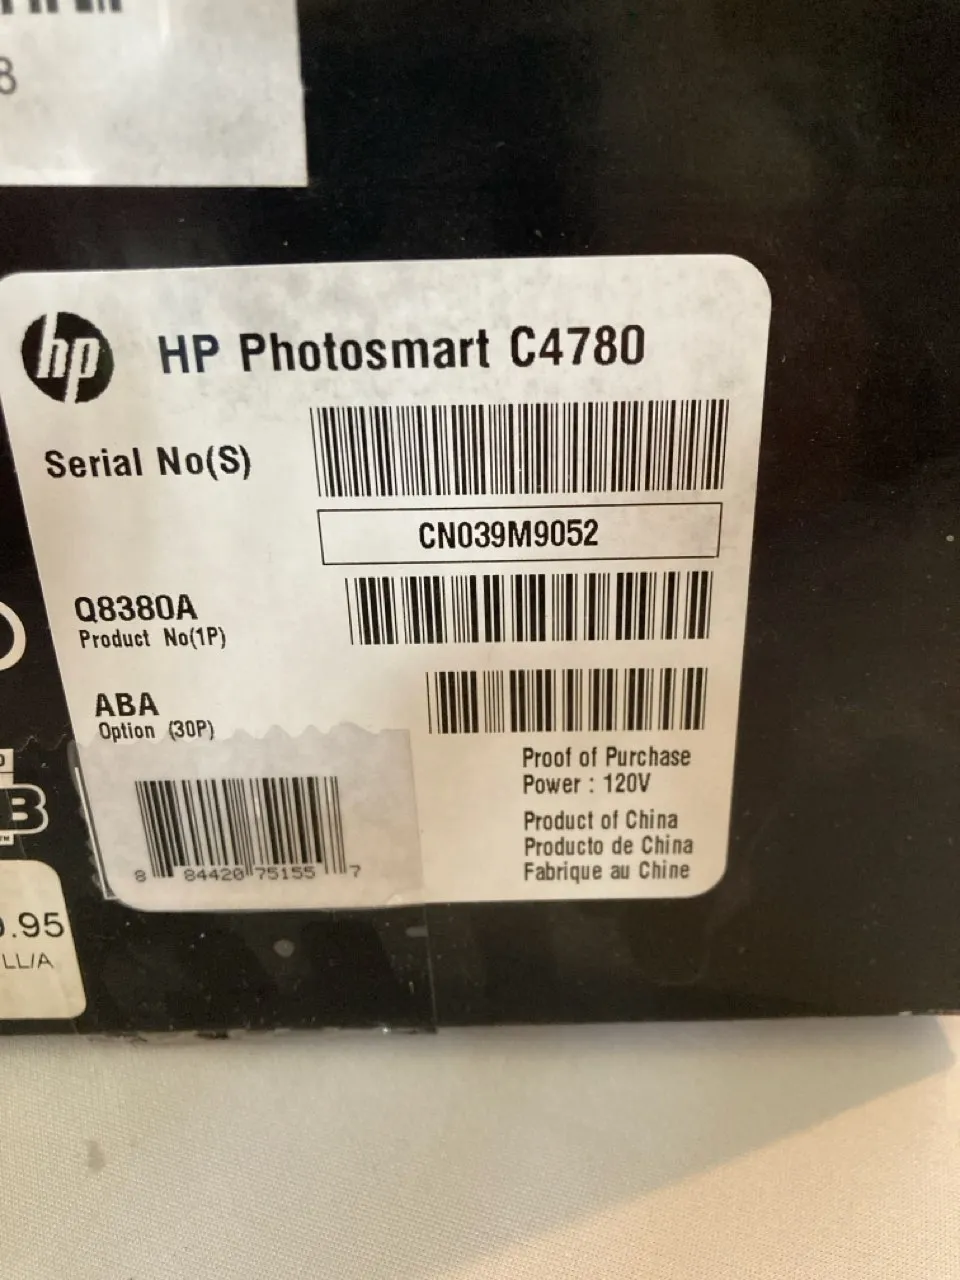 8
hp HP Photosmart C4780
Serial No(S)
CN039M9052
Q8380A
Product No(1P)
ABA
Option (30P)
Proof of Purchase
Power : 120V
Product of China
Producto de China
Fabrique au Chine
8 84420 75155 7
B
.95
LL/A